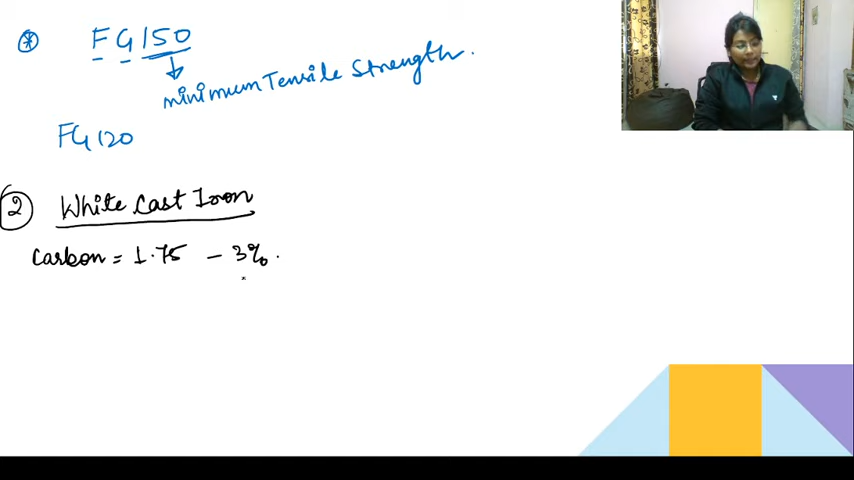 * FG150
minimum Tensile Strength.
FG120
2 White Cast Iron
Carbon = 1.75 - 3%.